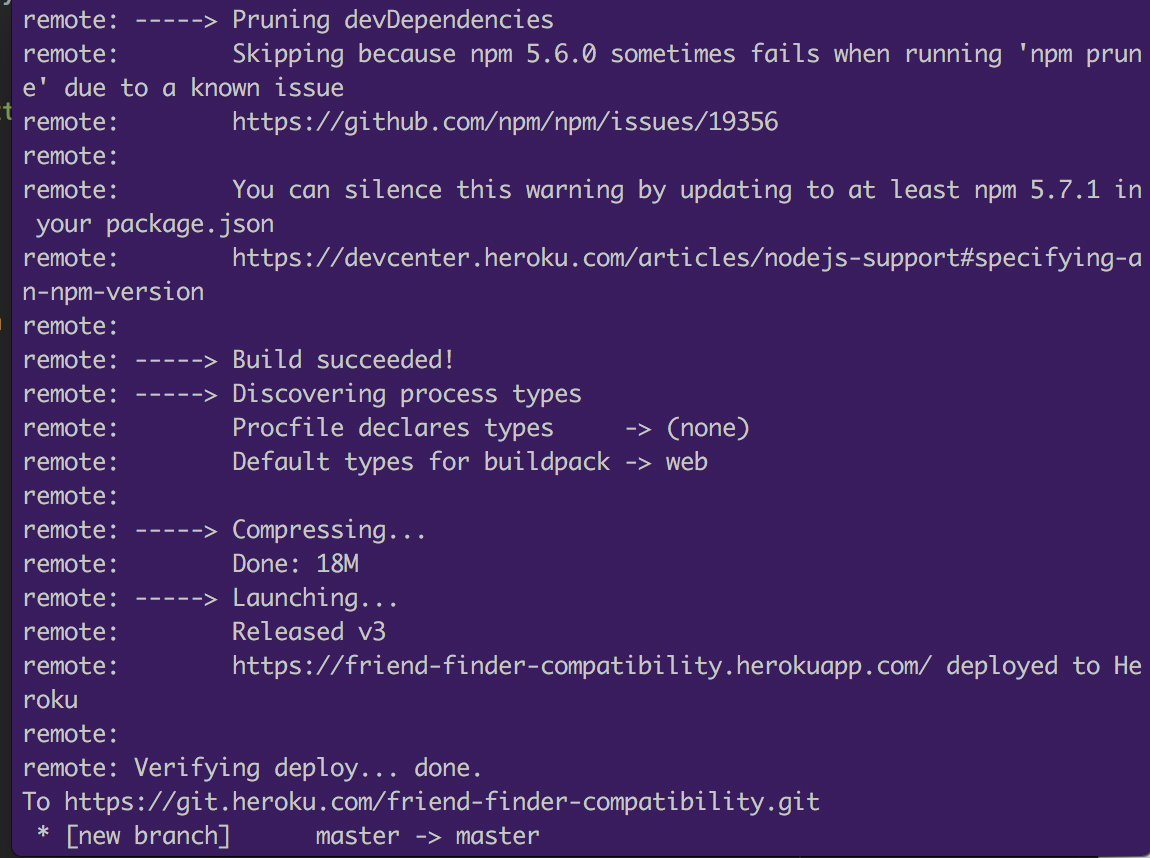 remote: -----> Pruning devDependencies
remote:        Skipping because npm 5.6.0 sometimes fails when running 'npm prun
e' due to a known issue
remote:        https://github.com/npm/npm/issues/19356
remote:
remote:        You can silence this warning by updating to at least npm 5.7.1 in
 your package.json
remote:        https://devcenter.heroku.com/articles/nodejs-support#specifying-a
n-npm-version
remote:
remote: -----> Build succeeded!
remote: -----> Discovering process types
remote:        Procfile declares types     -> (none)
remote:        Default types for buildpack -> web
remote:
remote: -----> Compressing...
remote:        Done: 18M
remote: -----> Launching...
remote:        Released v3
remote:        https://friend-finder-compatibility.herokuapp.com/ deployed to He
roku
remote:
remote: Verifying deploy... done.
To https://git.heroku.com/friend-finder-compatibility.git
 * [new branch]      master -> master